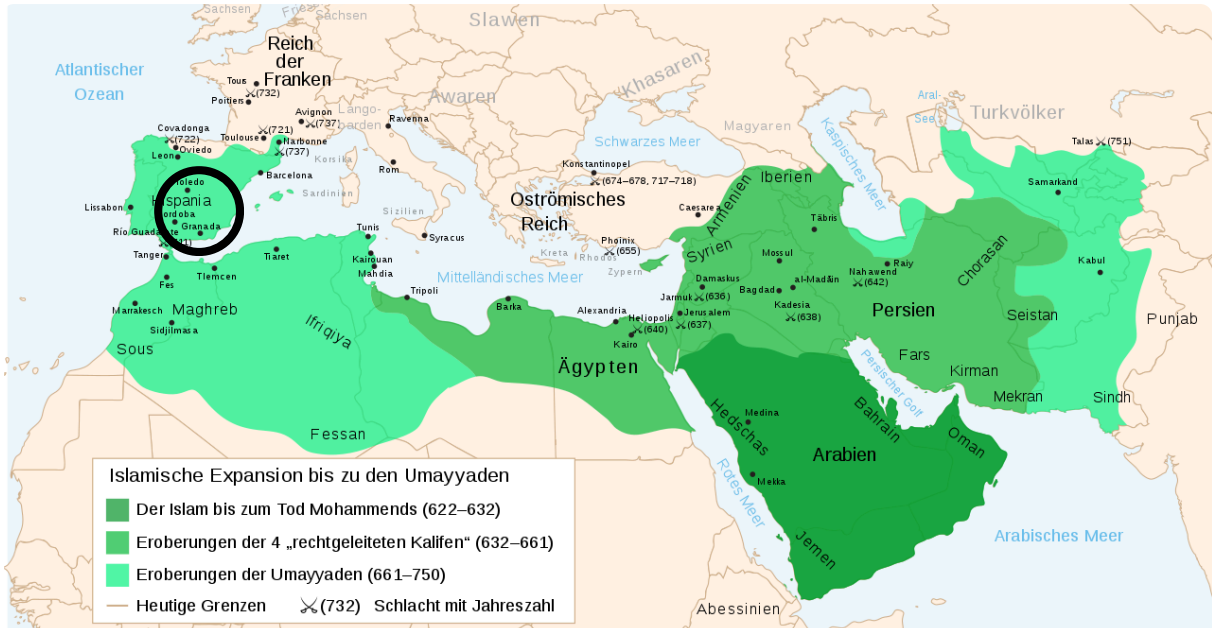 Sachsen
Sachsen
Slawen
Reich
der
Franken
Atlantischer
Ozean
Khasaren
Tours
(732)
Poitiers
Awaren
Aral-
See
Turkvölker
Avignon
(737)
Lango-
barden
Ravenna
Magyaren
Covadonga
(722)
Oviedo
Leon
(721)
Toulouse
Narbonne
(737)
Schwarzes Meer
Kaspisches Meer
Talas
(751)
Korsika
Rom
Konstantinopel
(674–678, 717–718)
Barcelona
Toledo
Hispania
Sardinien
Iberien
Samarkand
Lissabon
Cordoba
Granada
Río
Oströmisches
Reich
Caesarea
Armenien
Sizilien
Syracus
Täbris
Tanger
Tunis
Kairouan
Mahdia
Tiaret
Tlemcen
Fes
Phoinix
(655)
Kreta
Rhodos
Zypern
Syrien
Mossul
Raiy
Nahawend
(642)
Chorasan
Kabul
Mittelländisches Meer
Damaskus
Jarmuk
(636)
Bagdad
al-Madāin
Kadesia
(638)
Marrakesch
Maghreb
Sidjilmasa
Tripoli
Barka
Alexandria
Heliopolis
(640)
Kairo
Jerusalem
(637)
Persien
Seistan
Punjab
Sous
Ifriqiya
Ägypten
Fars
Kirman
Mekran
Sindh
Persischer Golf
Fessan
Hedschas
Medina
Bahrain
Oman
Arabien
Mekka
Rotes Meer
Jemen
Arabisches Meer
Abessinien
Islamische Expansion bis zu den Umayyaden
Der Islam bis zum Tod Mohammends (622–632)
Eroberungen der 4 „rechtgeleiteten Kalifen“ (632–661)
Eroberungen der Umayyaden (661–750)
Heutige Grenzen
(732) Schlacht mit Jahreszahl